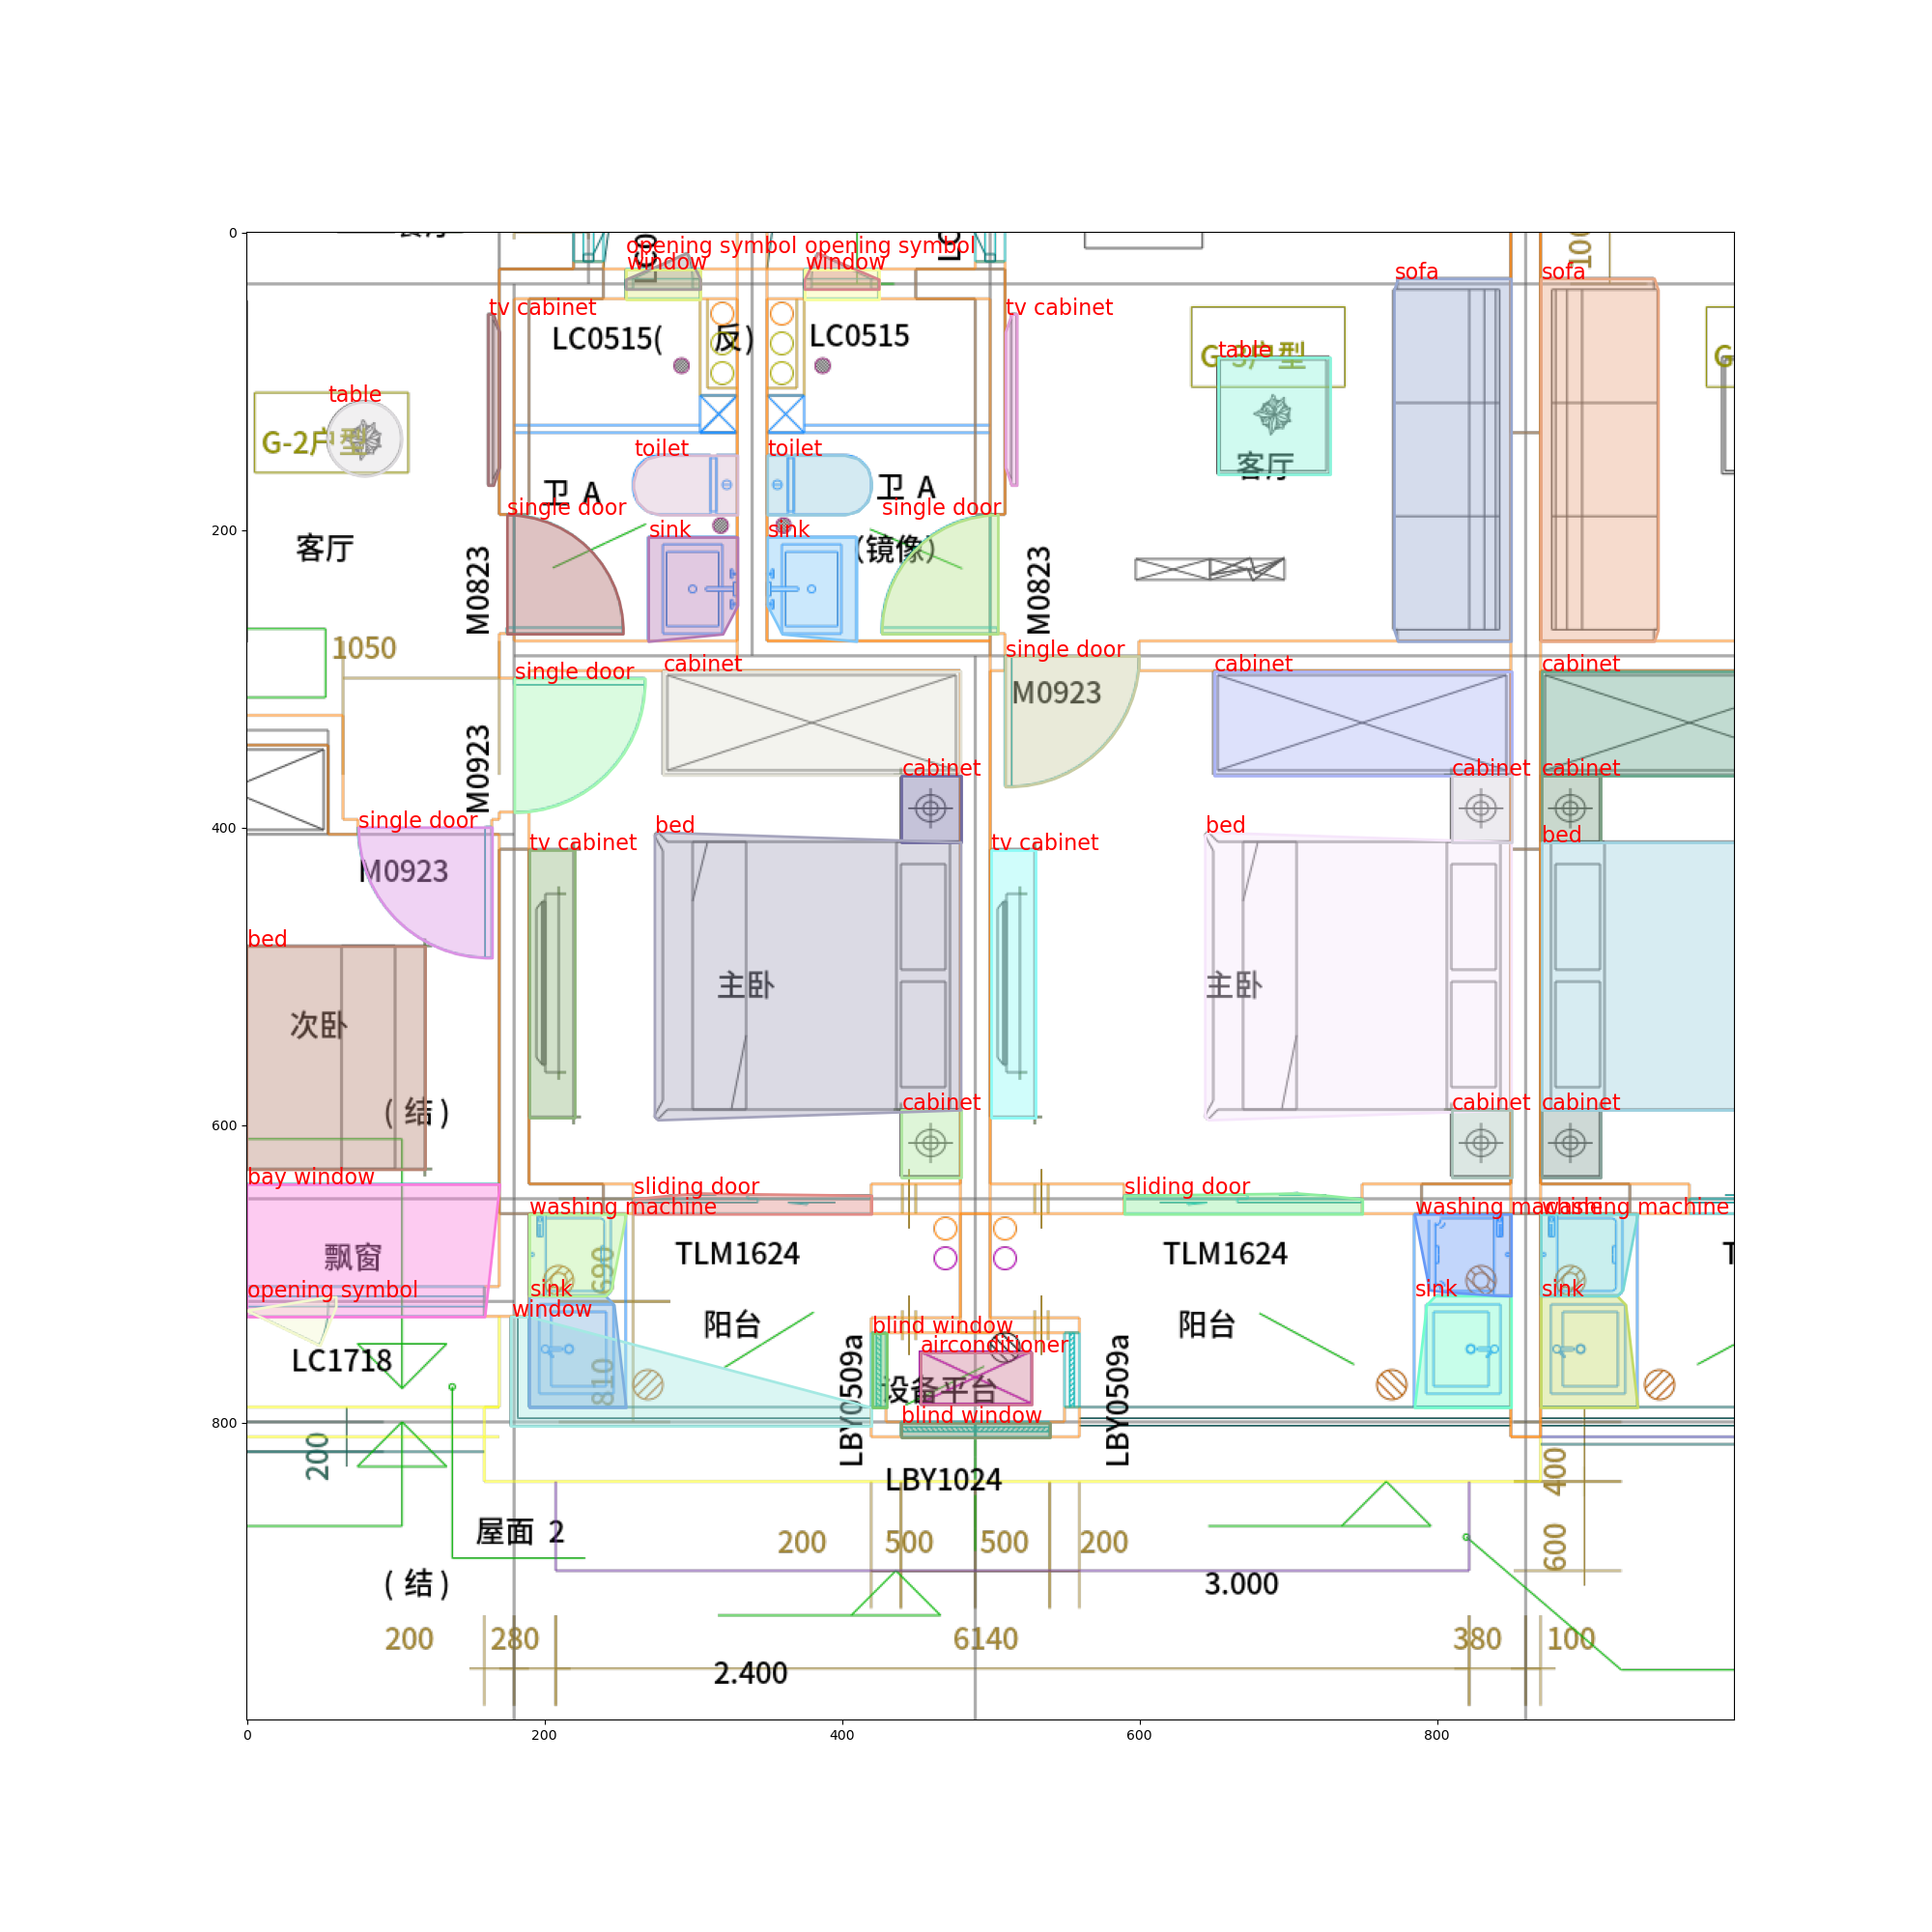 opening symbol
opening symbol
window
window
sofa
sofa
tv cabinet
tv cabinet
LC0515(
反)
LC0515
table
table
G-2户型
客厅
toilet
toilet
卫 A
卫 A
single door
single door
sink
sink
(镜像)
客厅
M0823
M0823
1050
single door
single door
cabinet
cabinet
cabinet
M0923
M0923
cabinet
cabinet
cabinet
single door
M0923
tv cabinet
bed
tv cabinet
bed
bed
bed
主卧
主卧
次卧
(结)
cabinet
cabinet
cabinet
bay window
sliding door
sliding door
washing machine
washing machine
washing machine
飘窗
690
TLM1624
TLM1624
opening symbol
sink
sink
sink
window
阳台
阳台
blind window
airconditioner
LC1718
810
设备平台
LBY0509a
LBY0509a
blind window
200
LBY1024
400
屋面 2
200
500
500
200
600
(结)
3.000
200
280
6140
380
100
2.400
0
200
400
600
800
0
200
400
600
800